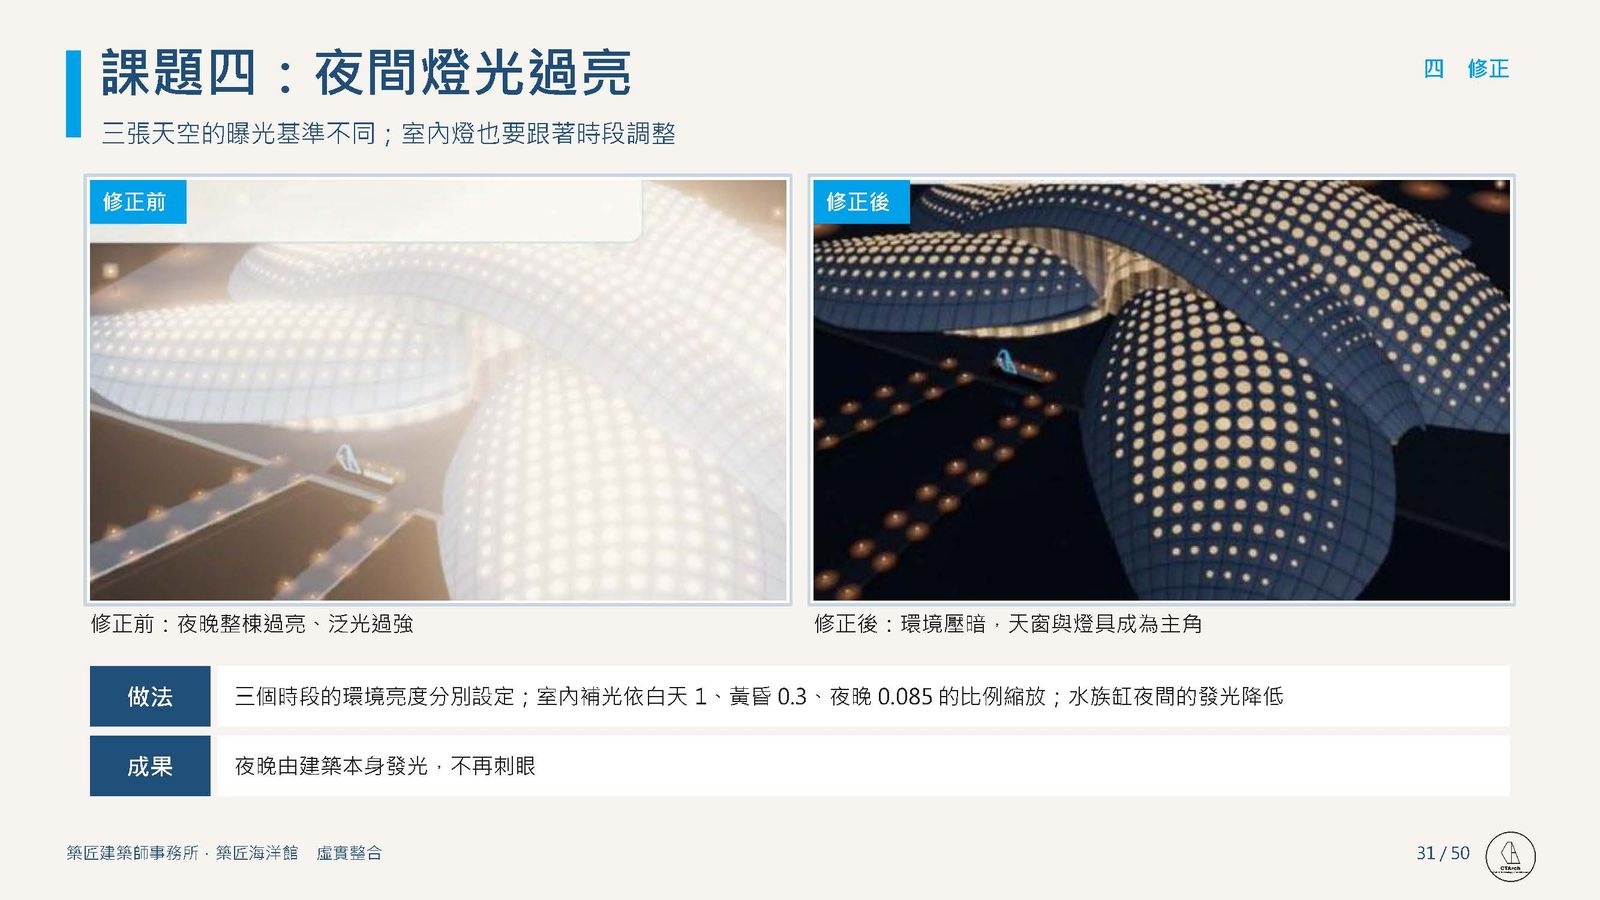 課題四：夜間燈光過亮
四　修正
三張天空的曝光基準不同；室內燈也要跟著時段調整
修正前
修正後
修正前：夜晚整棟過亮、泛光過強
修正後：環境壓暗，天窗與燈具成為主角
做法
三個時段的環境亮度分別設定；室內補光依白天 1、黃昏 0.3、夜晚 0.085 的比例縮放；水族缸夜間的發光降低
成果
夜晚由建築本身發光，不再刺眼
築匠建築師事務所．築匠海洋館　虛實整合
31 / 50
CTArch